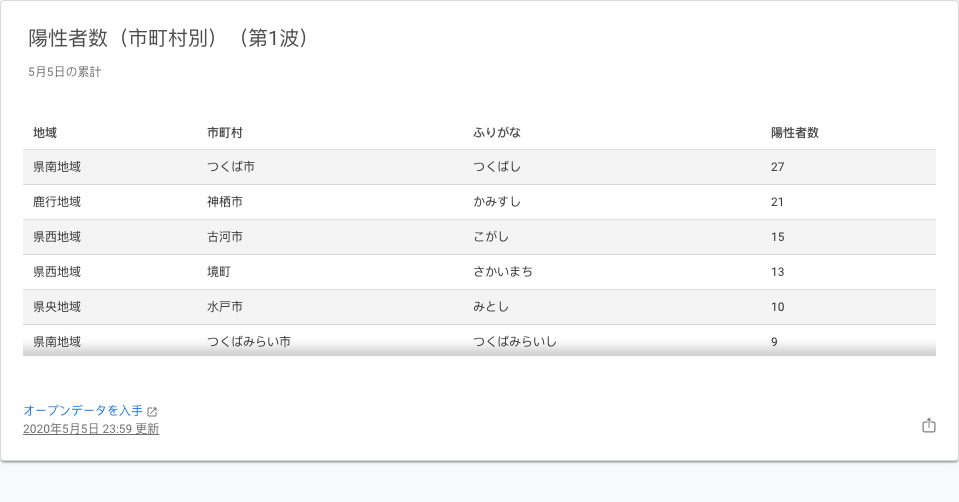 陽性者数（市町村別）（第1波）
5月5日の累計
地域 市町村 ふりがな 陽性者数
県南地域 つくば市 つくばし 27
鹿行地域 神栖市 かみすし 21
県西地域 古河市 こがし 15
県西地域 境町 さかいまち 13
県央地域 水戸市 みとし 10
県南地域 つくばみらい市 つくばみらいし 9
オープンデータを入手
2020年5月5日 23:59 更新